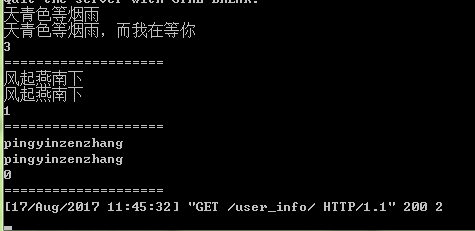 Quit the server with CTRL-BREAK.
天青色等烟雨
天青色等烟雨，而我在等你
3
====================
风起燕南下
风起燕南下
1
====================
pingyinzenzhang
pingyinzenzhang
0
====================
[17/Aug/2017 11:45:32] "GET /user_info/ HTTP/1.1" 200 2